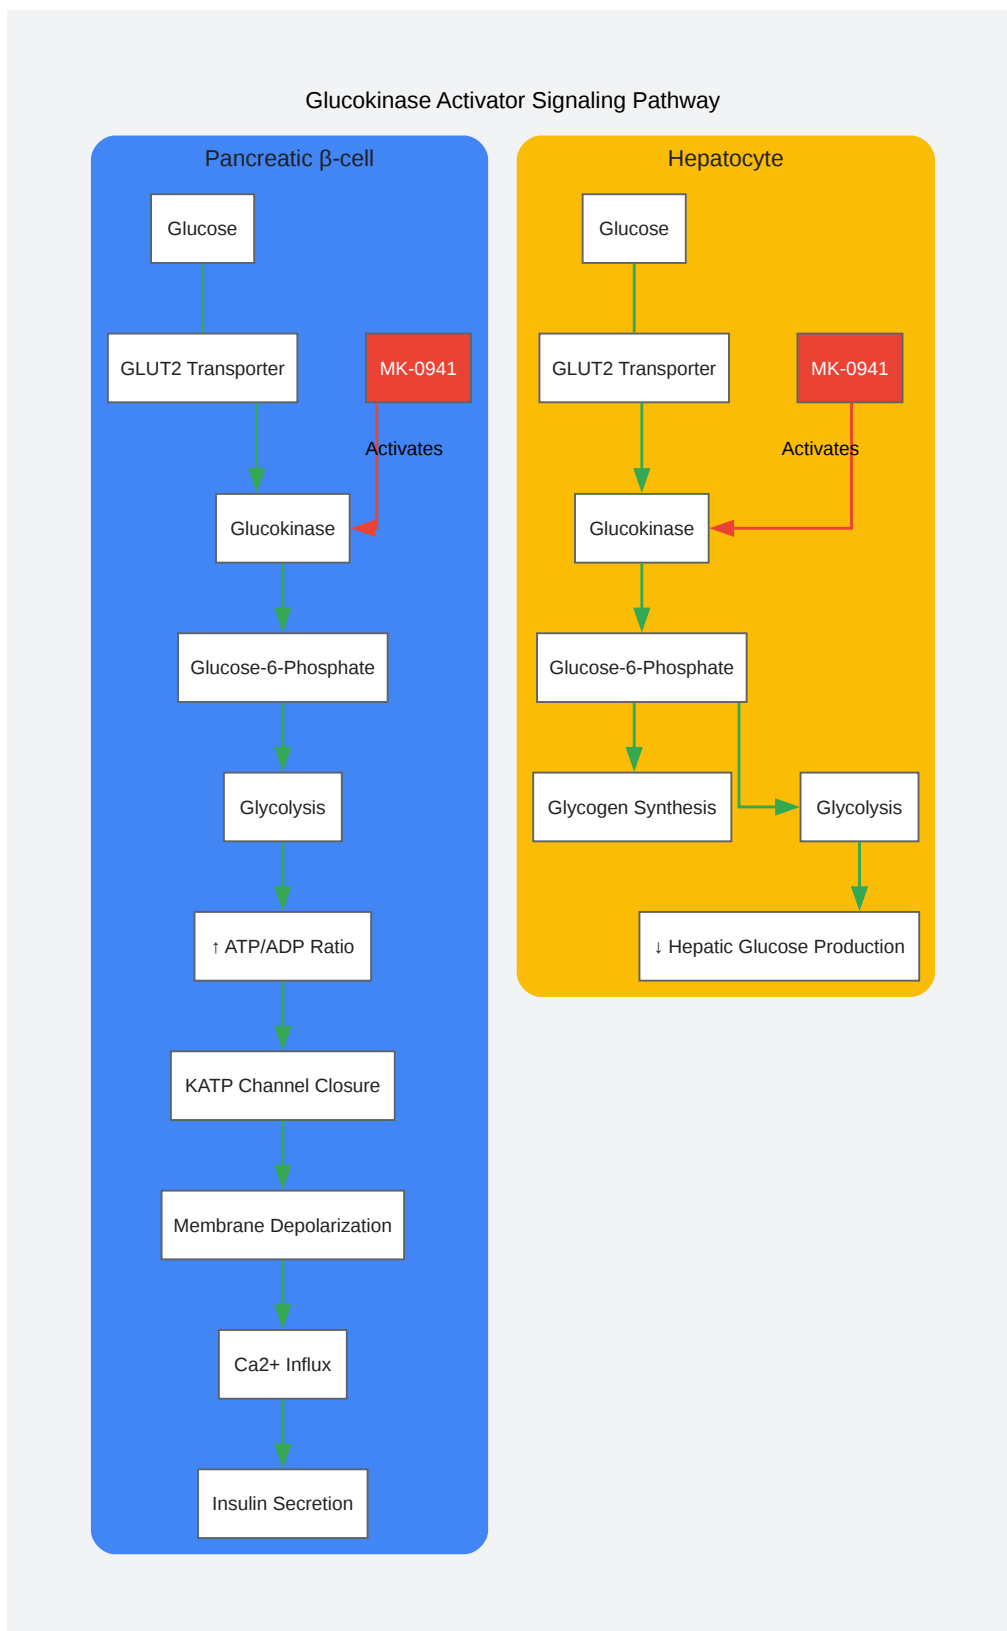 Glucokinase Activator Signaling Pathway
Pancreatic β-cell
Glucose
GLUT2 Transporter
MK-0941
Activates
Glucokinase
Glucose-6-Phosphate
Glycolysis
↑ ATP/ADP Ratio
KATP Channel Closure
Membrane Depolarization
Ca2+ Influx
Insulin Secretion
Hepatocyte
Glucose
GLUT2 Transporter
MK-0941
Activates
Glucokinase
Glucose-6-Phosphate
Glycogen Synthesis
Glycolysis
↓ Hepatic Glucose Production